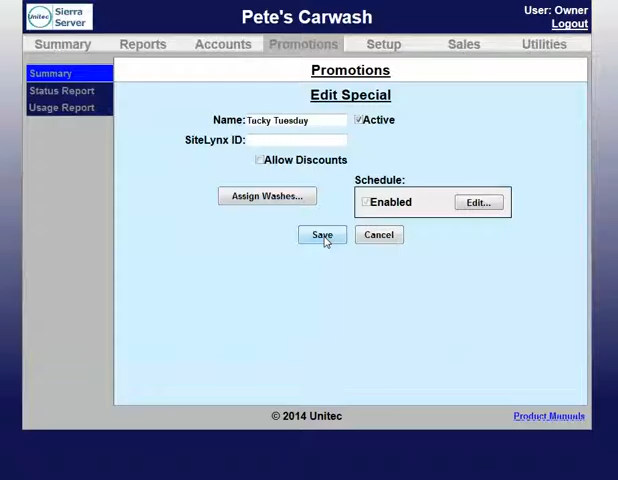 Unitec
Sierra
Server
Pete's Carwash
User: Owner
Logout
Summary
Reports
Accounts
Promotions
Setup
Sales
Utilities
Summary
Status Report
Usage Report
Promotions
Edit Special
Name: Tucky Tuesday
Active
SiteLynx ID:
Allow Discounts
Assign Washes...
Schedule:
Enabled
Edit...
Save
Cancel
© 2014 Unitec
Product Manuals